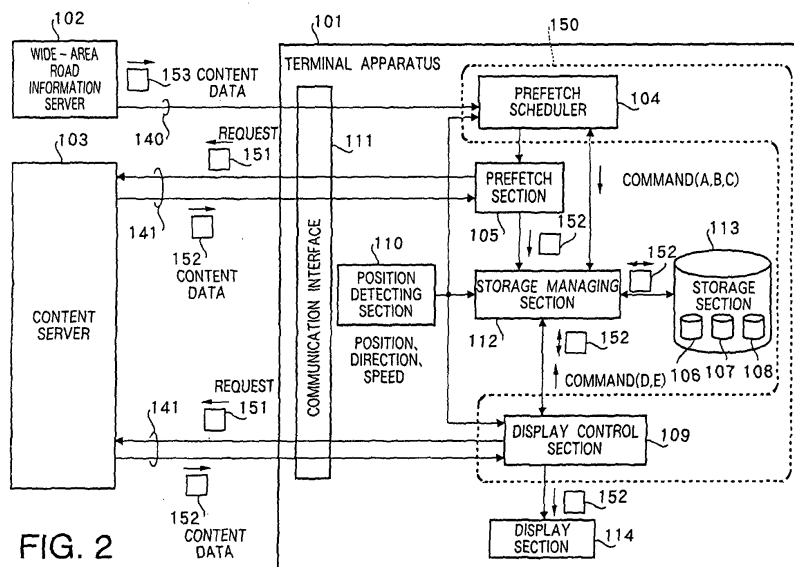 102
WIDE-AREA
ROAD
INFORMATION
SERVER
153 CONTENT
DATA
140
101
TERMINAL APPARATUS
150
PREFETCH
SCHEDULER
104
103
CONTENT
SERVER
REQUEST
151
141
152
CONTENT
DATA
111
COMMUNICATION INTERFACE
PREFETCH
SECTION
105
152
COMMAND(A,B,C)
110
POSITION
DETECTING
SECTION
POSITION,
DIRECTION,
SPEED
STORAGE MANAGING
SECTION
112
152
113
STORAGE
SECTION
106 107 108
152
COMMAND(D,E)
REQUEST
141
151
152
CONTENT
DATA
DISPLAY CONTROL
SECTION
109
152
DISPLAY
SECTION
114
FIG. 2